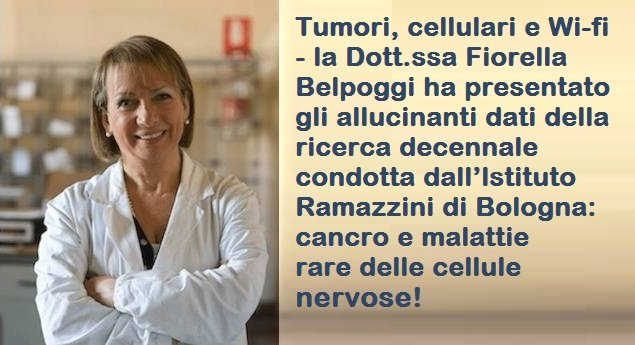 Tumori, cellulari e Wi-fi
- la Dott.ssa Fiorella
Belpoggi ha presentato
gli allucinanti dati della
ricerca decennale
condotta dall'Istituto
Ramazzini di Bologna:
cancro e malattie
rare delle cellule
nervose!